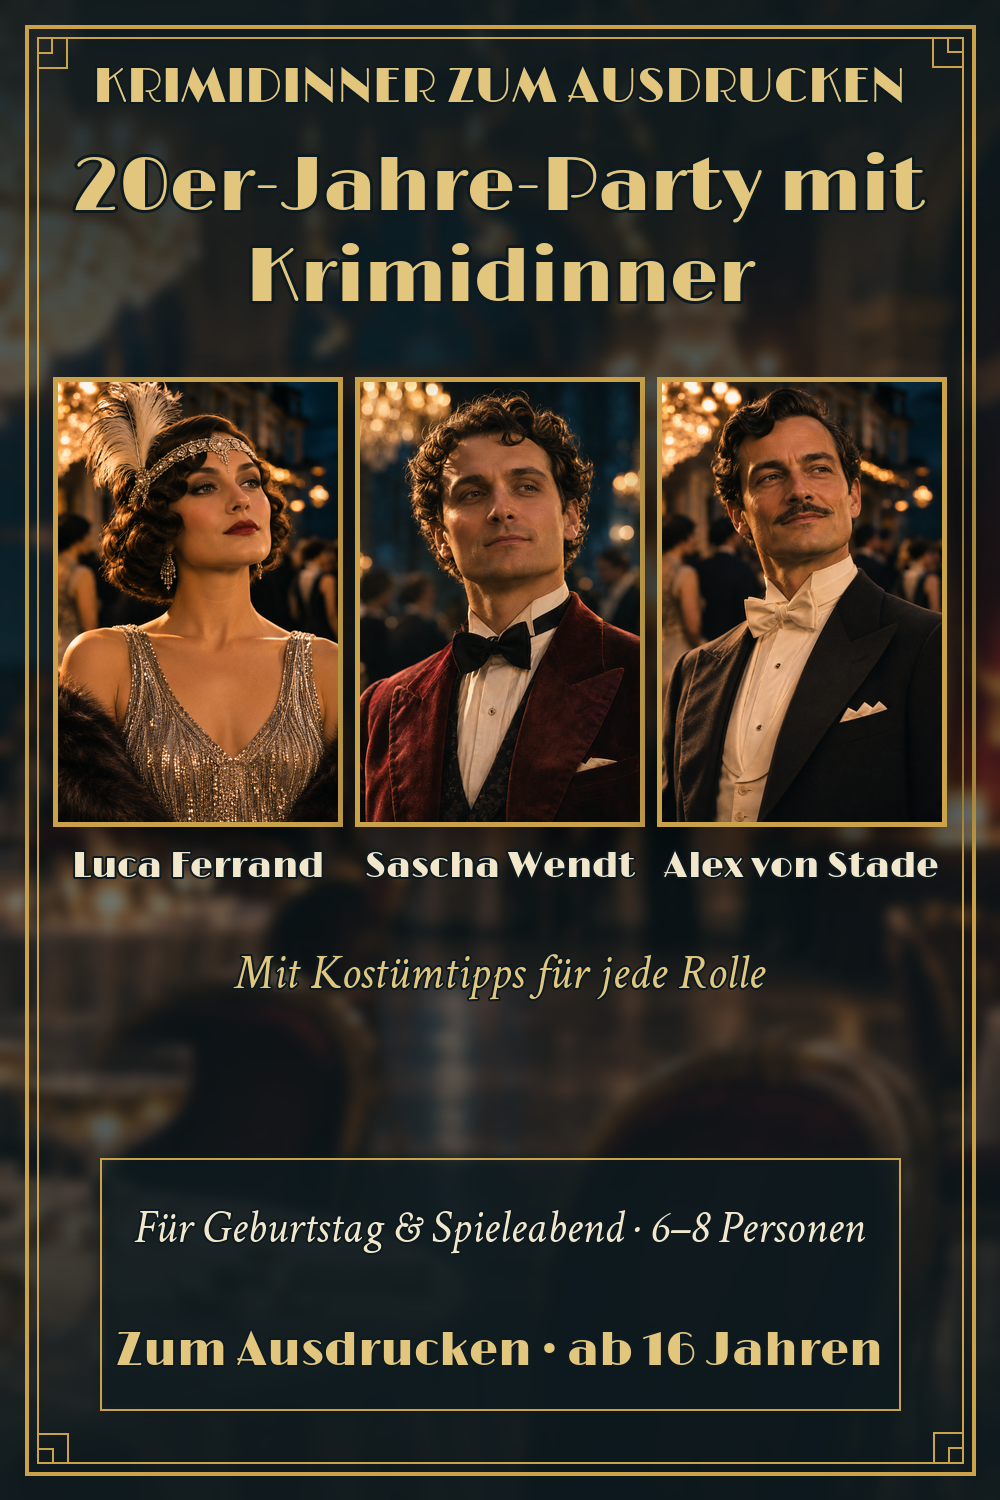 KRIMIDINNER ZUM AUSDRUCKEN
20er-Jahre-Party mit
Krimidinner
Luca Ferrand
Sascha Wendt
Alex von Stade
Mit Kostümtipps für jede Rolle
Für Geburtstag & Spieleabend · 6–8 Personen
Zum Ausdrucken • ab 16 Jahren